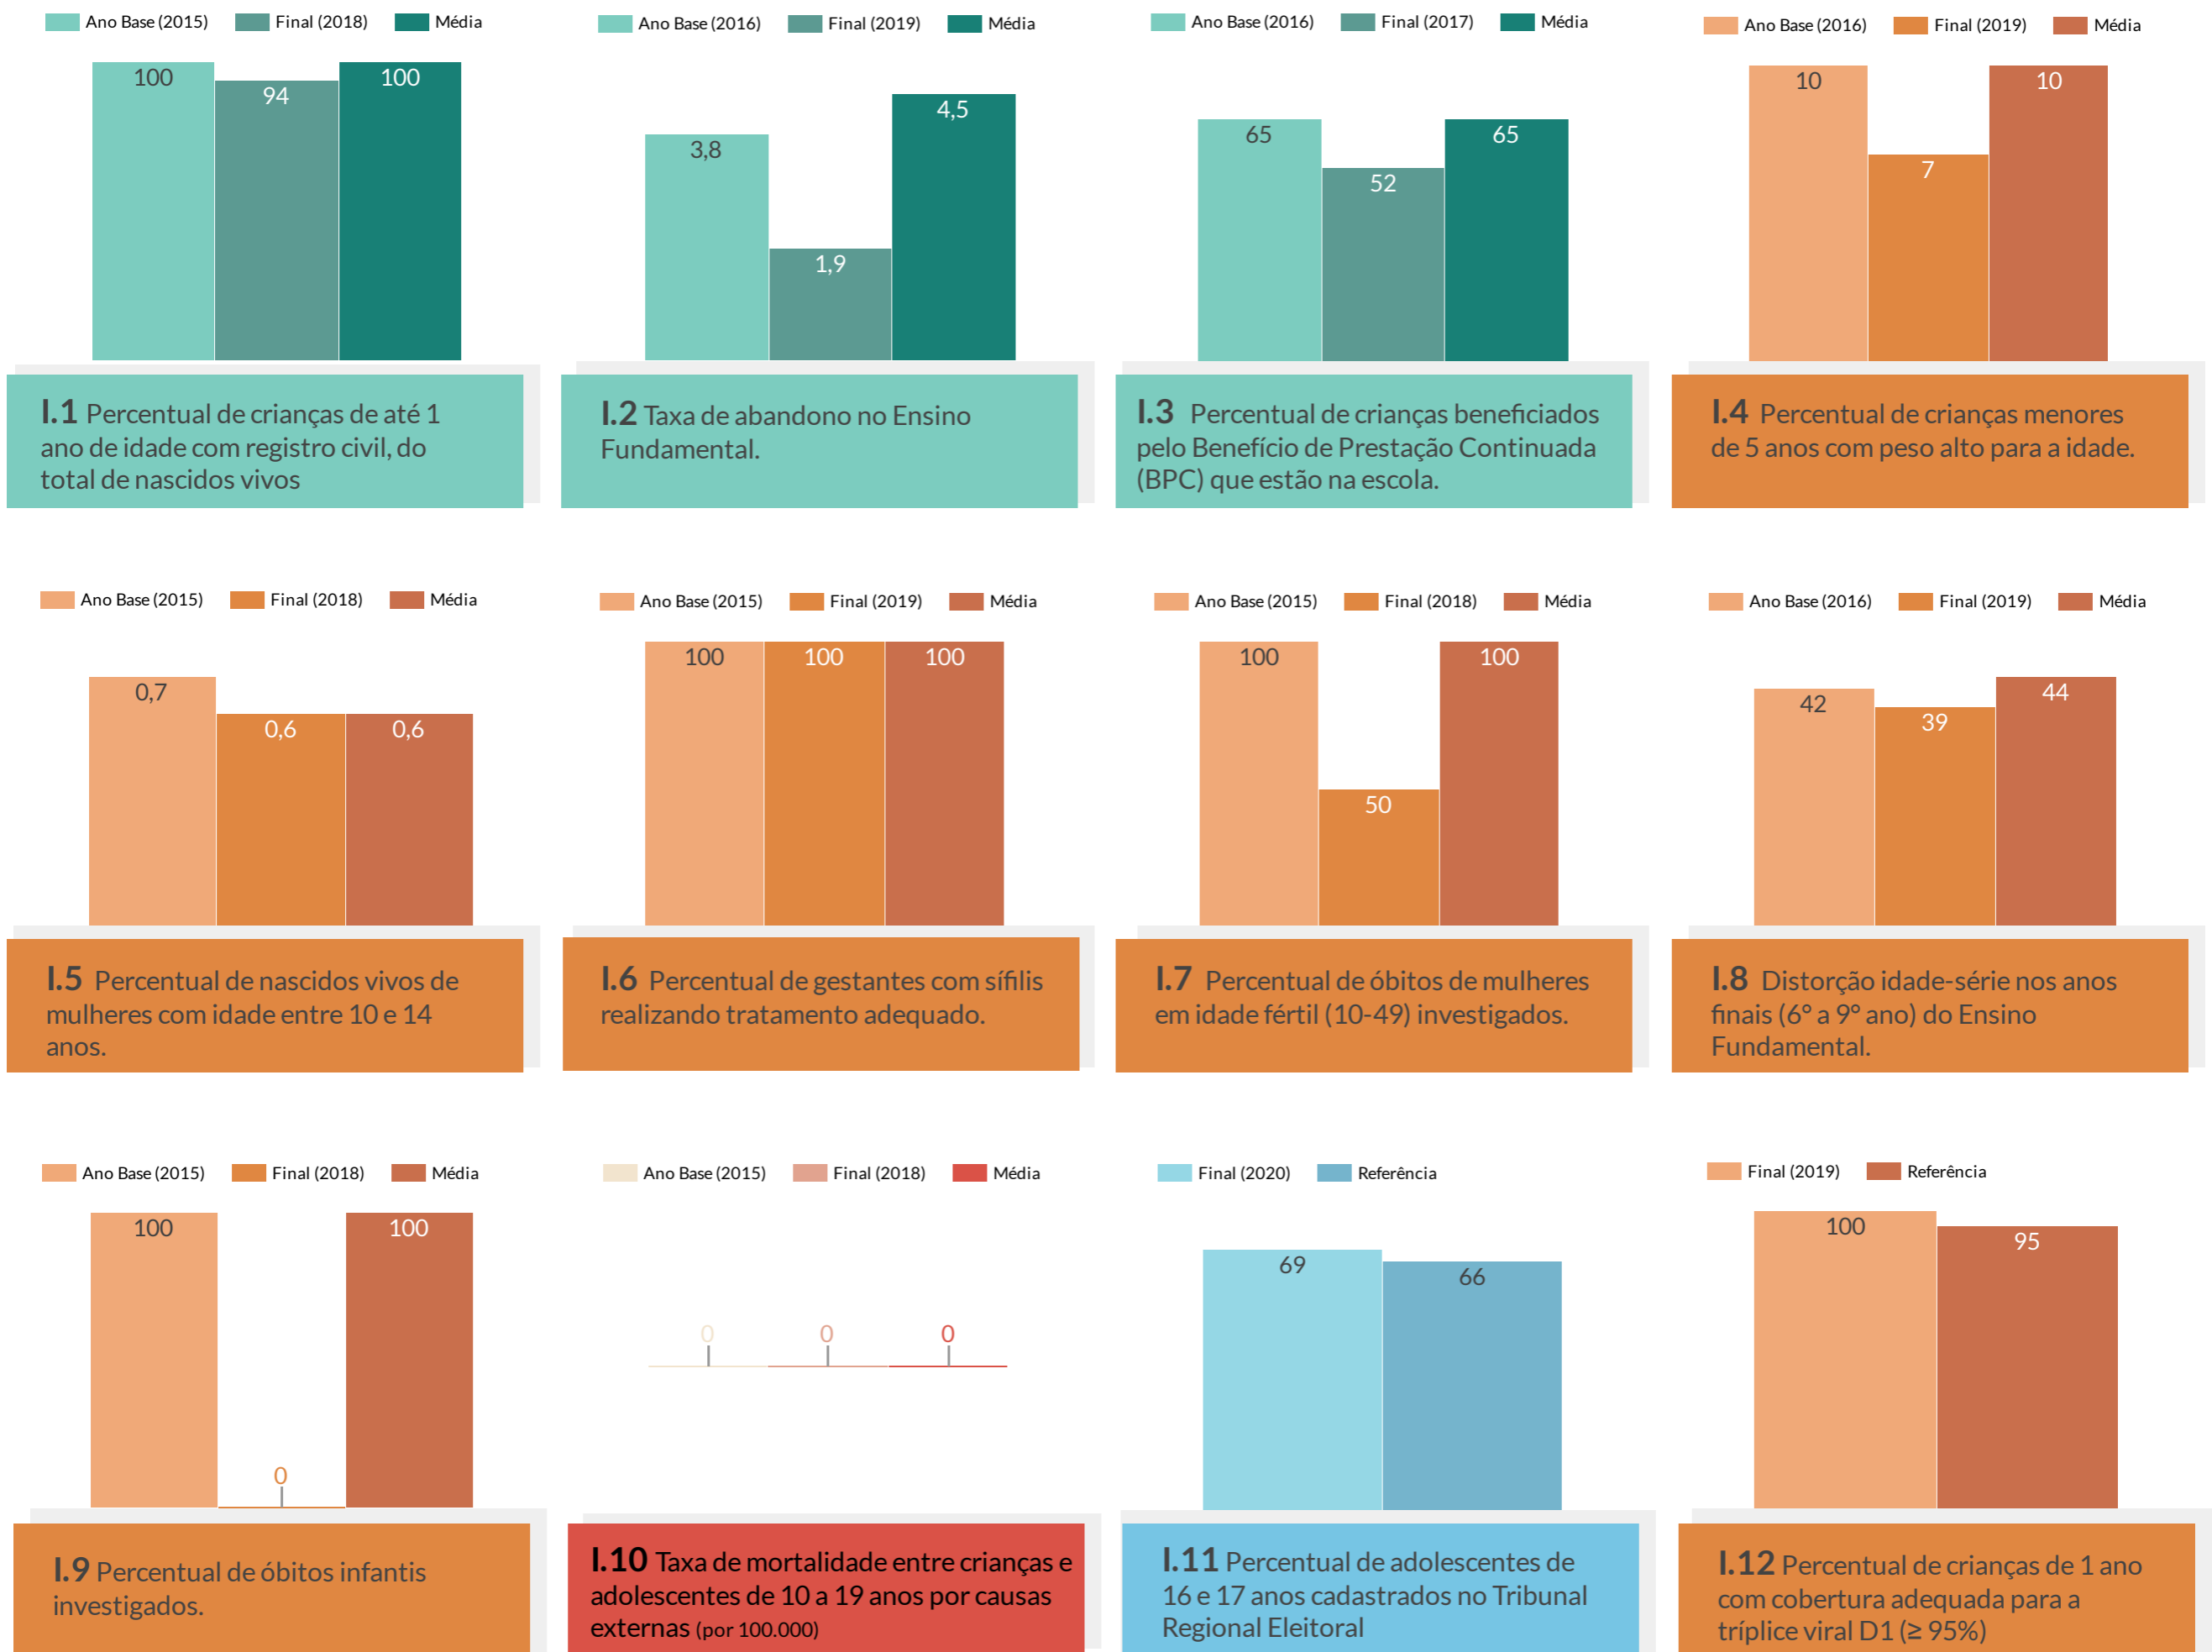 Ano Base (2015) Final (2018) Média
100 94 100
I.1 Percentual de crianças de até 1
ano de idade com registro civil, do
total de nascidos vivos
Ano Base (2016) Final (2019) Média
3,8 1,9 4,5
I.2 Taxa de abandono no Ensino
Fundamental.
Ano Base (2016) Final (2017) Média
65 52 65
I.3 Percentual de crianças beneficiados
pelo Benefício de Prestação Continuada
(BPC) que estão na escola.
Ano Base (2016) Final (2019) Média
10 7 10
I.4 Percentual de crianças menores
de 5 anos com peso alto para a idade.
Ano Base (2015) Final (2018) Média
0,7 0,6 0,6
I.5 Percentual de nascidos vivos de
mulheres com idade entre 10 e 14
anos.
Ano Base (2015) Final (2019) Média
100 100 100
I.6 Percentual de gestantes com sífilis
realizando tratamento adequado.
Ano Base (2015) Final (2018) Média
100 50 100
I.7 Percentual de óbitos de mulheres
em idade fértil (10-49) investigados.
Ano Base (2016) Final (2019) Média
42 39 44
I.8 Distorção idade-série nos anos
finais (6º a 9º ano) do Ensino
Fundamental.
Ano Base (2015) Final (2018) Média
100 0 100
I.9 Percentual de óbitos infantis
investigados.
Ano Base (2015) Final (2018) Média
0 0 0
I.10 Taxa de mortalidade entre crianças e
adolescentes de 10 a 19 anos por causas
externas (por 100.000)
Final (2020) Referência
69 66
I.11 Percentual de adolescentes de
16 e 17 anos cadastrados no Tribunal
Regional Eleitoral
Final (2019) Referência
100 95
I.12 Percentual de crianças de 1 ano
com cobertura adequada para a
tríplice viral D1 (≥ 95%)